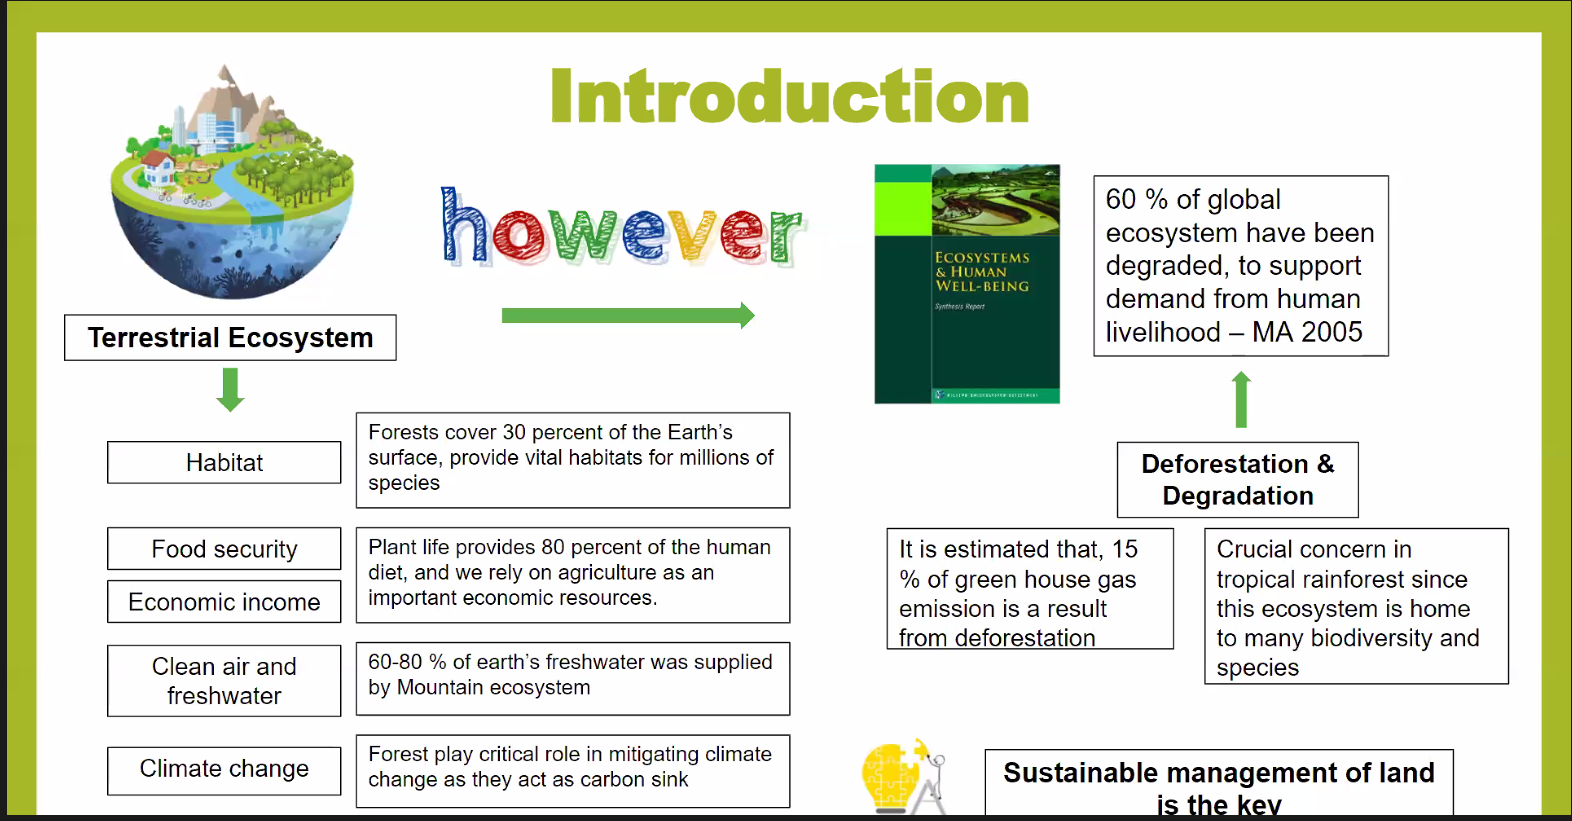 Introduction
however
Terrestrial Ecosystem
Habitat
Forests cover 30 percent of the Earth's
surface, provide vital habitats for millions of
species
Food security
Economic income
Plant life provides 80 percent of the human
diet, and we rely on agriculture as an
important economic resources.
Clean air and
freshwater
60-80 % of earth's freshwater was supplied
by Mountain ecosystem
Climate change
Forest play critical role in mitigating climate
change as they act as carbon sink
ECOSYSTEMS
& HUMAN
WELL-BEING
Synthesis Report
60 % of global
ecosystem have been
degraded, to support
demand from human
livelihood – MA 2005
Deforestation &
Degradation
It is estimated that, 15
% of green house gas
emission is a result
from deforestation
Crucial concern in
tropical rainforest since
this ecosystem is home
to many biodiversity and
species
Sustainable management of land
is the key